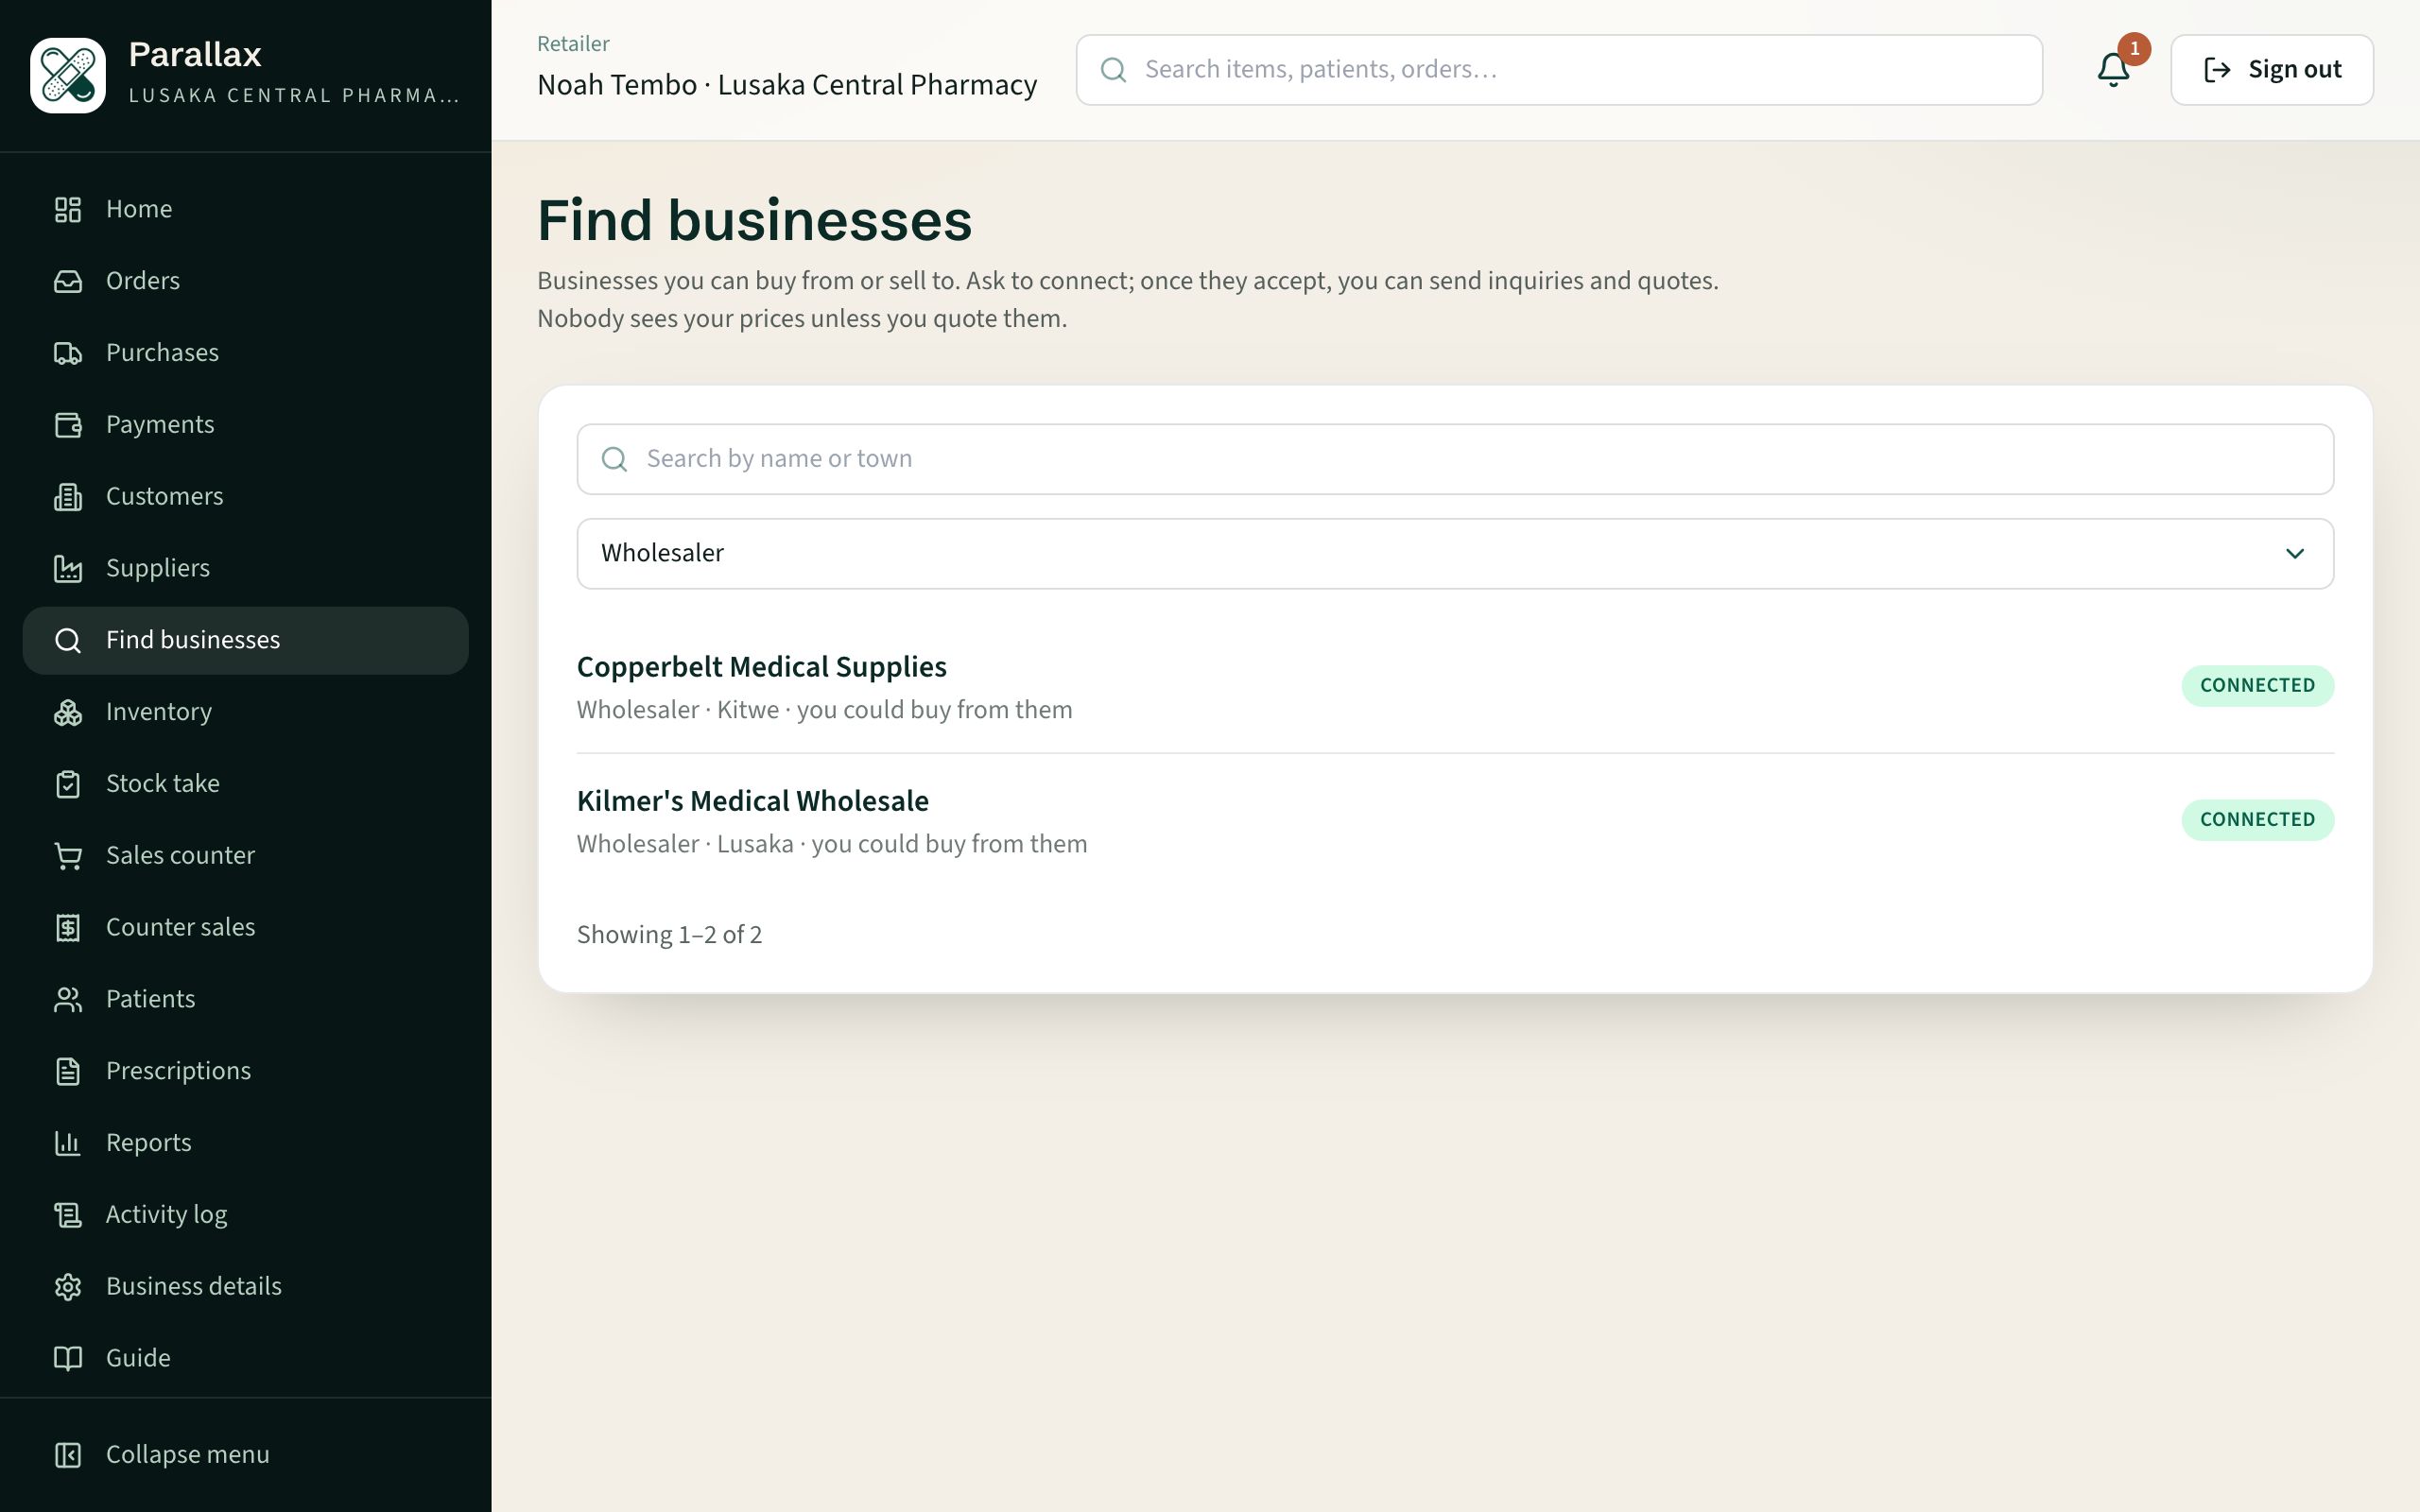 Parallax
LUSAKA CENTRAL PHARMA...
Home
Orders
Purchases
Payments
Customers
Suppliers
Find businesses
Inventory
Stock take
Sales counter
Counter sales
Patients
Prescriptions
Reports
Activity log
Business details
Guide
Collapse menu
Retailer
Noah Tembo · Lusaka Central Pharmacy
Search items, patients, orders…
1
Sign out
Find businesses
Businesses you can buy from or sell to. Ask to connect; once they accept, you can send inquiries and quotes.
Nobody sees your prices unless you quote them.
Search by name or town
Wholesaler
Copperbelt Medical Supplies
CONNECTED
Wholesaler · Kitwe · you could buy from them
Kilmer's Medical Wholesale
CONNECTED
Wholesaler · Lusaka · you could buy from them
Showing 1–2 of 2